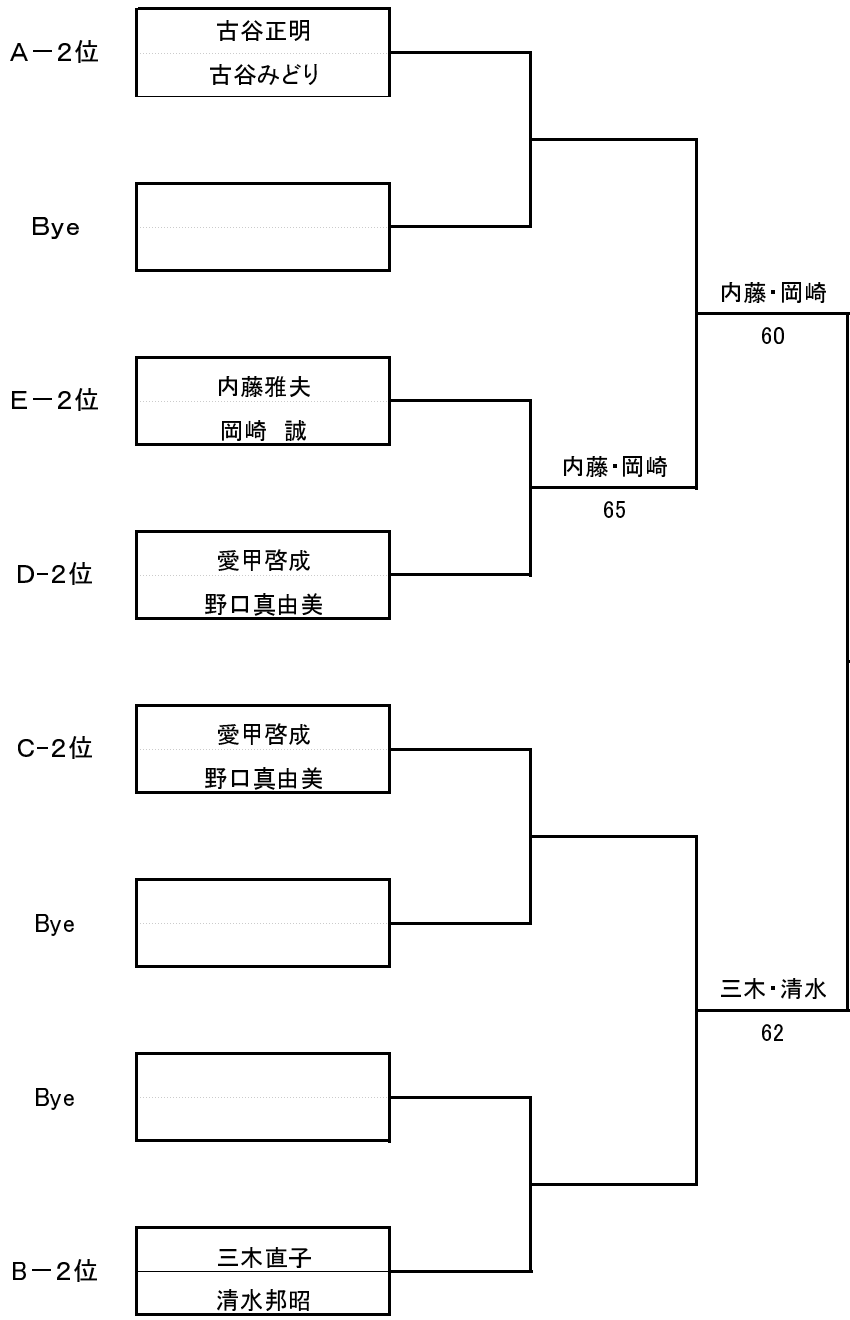 古谷正明
A－2位
古谷みどり
Bye
内藤・岡崎
60
内藤雅夫
E－2位
岡崎　誠
内藤・岡崎
65
愛甲啓成
D-2位
野口真由美
愛甲啓成
C-2位
野口真由美
Bye
三木・清水
62
Bye
三木直子
B－2位
清水邦昭